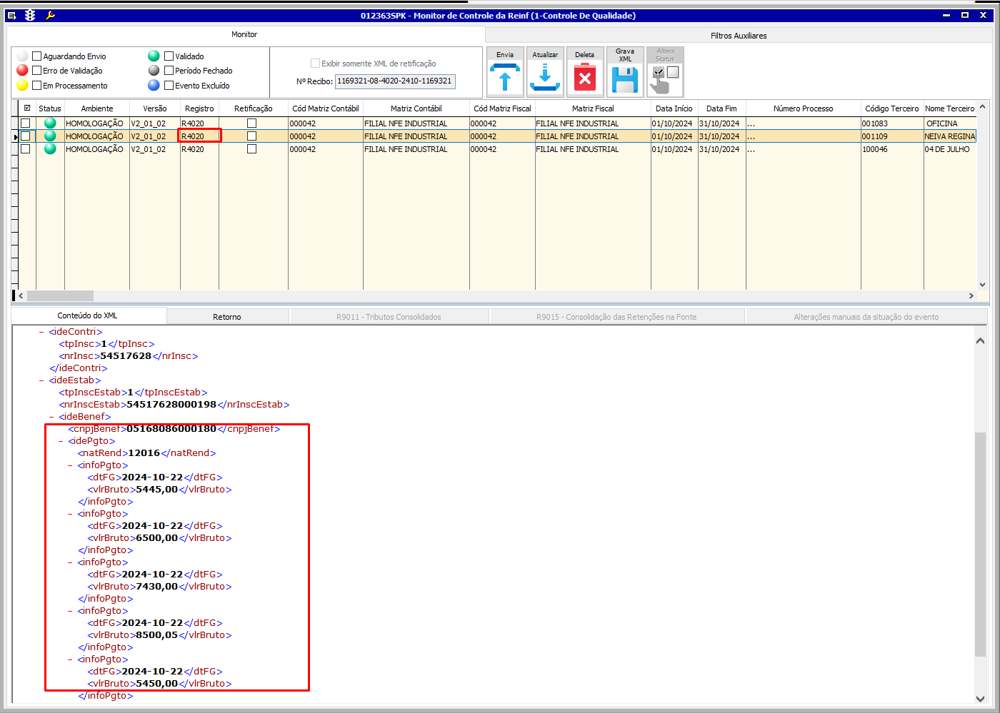 012363SPK - Monitor de Controle da Reinf (1-Controle De Qualidade)
Monitor
Filtros Auxiliares
Aguardando Envio
Validado
Erro de Validação
Período Fechado
Em Processamento
Evento Excluído
Exibir somente XML de retificação
Nº Recibo: 1169321-08-4020-2410-1169321
Envia
Atualizar
Deleta
Grava XML
Altera Status
Status Ambiente Versão Registro Retificação Cód Matriz Contábil Matriz Contábil Cód Matriz Fiscal Matriz Fiscal Data Início Data Fim Número Processo Código Terceiro Nome Terceiro
HOMOLOGAÇÃO V2_01_02 R4020 000042 FILIAL NFE INDUSTRIAL 000042 FILIAL NFE INDUSTRIAL 01/10/2024 31/10/2024 ... 001083 OFICINA
HOMOLOGAÇÃO V2_01_02 R4020 000042 FILIAL NFE INDUSTRIAL 000042 FILIAL NFE INDUSTRIAL 01/10/2024 31/10/2024 ... 001109 NEIVA REGINA
HOMOLOGAÇÃO V2_01_02 R4020 000042 FILIAL NFE INDUSTRIAL 000042 FILIAL NFE INDUSTRIAL 01/10/2024 31/10/2024 ... 100046 04 DE JULHO
Conteúdo do XML
Retorno
R9011 - Tributos Consolidados
R9015 - Consolidação das Retenções na Fonte
Alterações manuais da situação do evento
- <ideContri>
<tpInsc>1</tpInsc>
<nrInsc>54517628</nrInsc>
</ideContri>
- <ideEstab>
<tpInscEstab>1</tpInscEstab>
<nrInscEstab>54517628000198</nrInscEstab>
- <ideBenef>
<cnpjBenef>05168086000180</cnpjBenef>
- <idePgto>
<natRend>12016</natRend>
- <infoPgto>
<dtFG>2024-10-22</dtFG>
<vlrBruto>5445,00</vlrBruto>
</infoPgto>
- <infoPgto>
<dtFG>2024-10-22</dtFG>
<vlrBruto>6500,00</vlrBruto>
</infoPgto>
- <infoPgto>
<dtFG>2024-10-22</dtFG>
<vlrBruto>7430,00</vlrBruto>
</infoPgto>
- <infoPgto>
<dtFG>2024-10-22</dtFG>
<vlrBruto>8500,05</vlrBruto>
</infoPgto>
- <infoPgto>
<dtFG>2024-10-22</dtFG>
<vlrBruto>5450,00</vlrBruto>
</infoPgto>